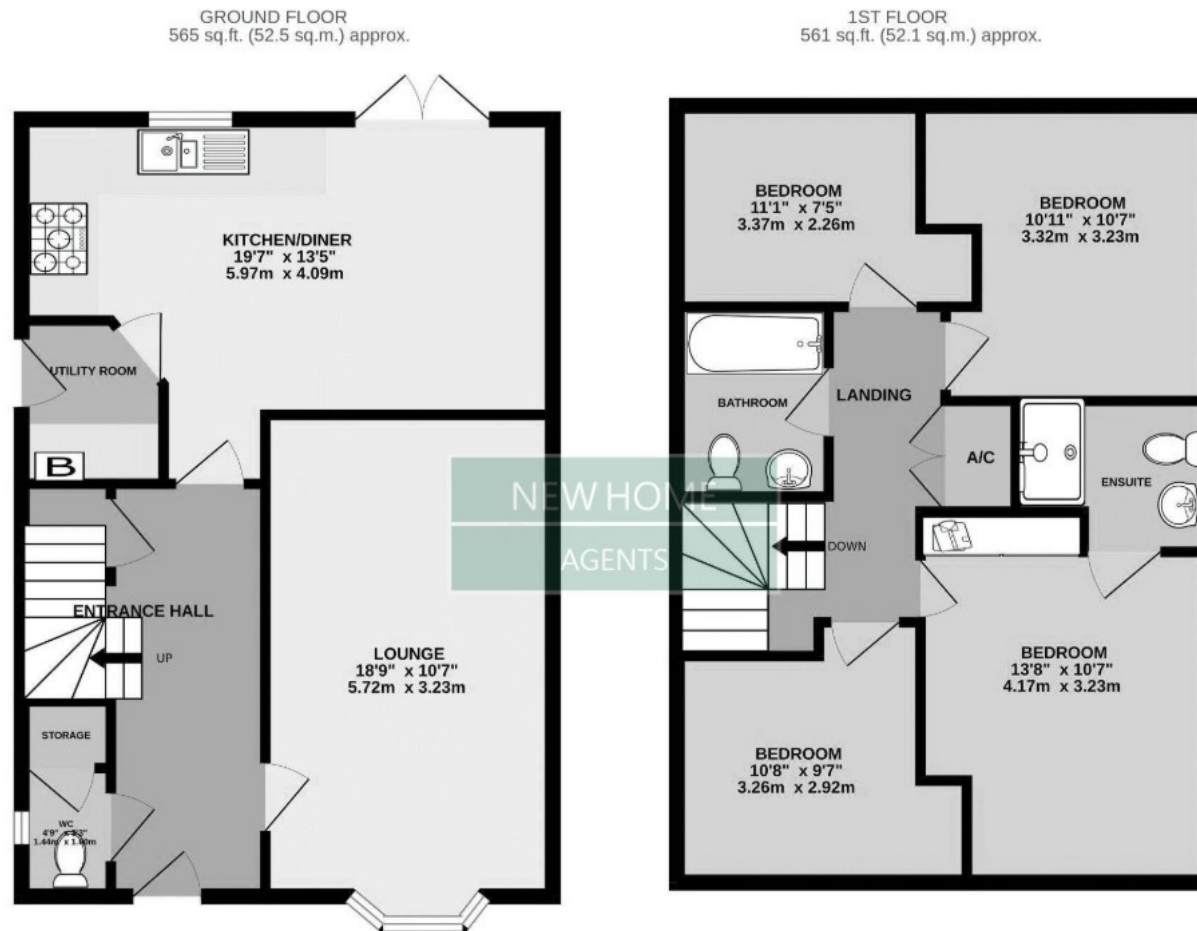 GROUND FLOOR
565 sq.ft. (52.5 sq.m.) approx.
KITCHEN/DINER
19'7" x 13'5"
5.97m x 4.09m
UTILITY ROOM
B
ENTRANCE HALL
UP
LOUNGE
18'9" x 10'7"
5.72m x 3.23m
STORAGE
WC
4'9" x
1.44m x
1ST FLOOR
561 sq.ft. (52.1 sq.m.) approx.
BEDROOM
11'1" x 7'5"
3.37m x 2.26m
BEDROOM
10'11" x 10'7"
3.32m x 3.23m
BATHROOM
LANDING
A/C
ENSUITE
DOWN
BEDROOM
13'8" x 10'7"
4.17m x 3.23m
BEDROOM
10'8" x 9'7"
3.26m x 2.92m
NEW HOME
AGENTS